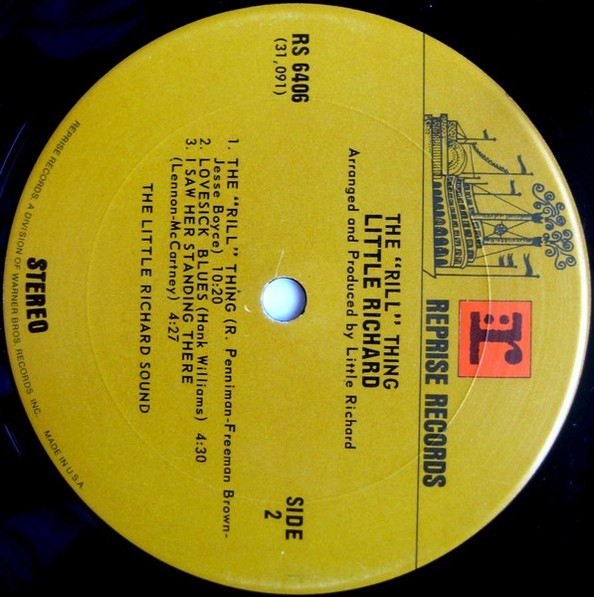 r:
REPRISE RECORDS
THE "RILL" THING
LITTLE RICHARD
Arranged and Produced by Little Richard
RS 6406
(31,091)
SIDE
2
1. THE "RILL" THING (R. Penniman-Freeman Brown-
Jesse Boyce) 10:20
2. LOVESICK BLUES (Hank Williams) 4:30
3. I SAW HER STANDING THERE
(Lennon-McCartney) 4:27
THE LITTLE RICHARD SOUND
STEREO
REPRISE RECORDS, A DIVISION OF WARNER BROS. RECORDS, INC. MADE IN U.S.A.